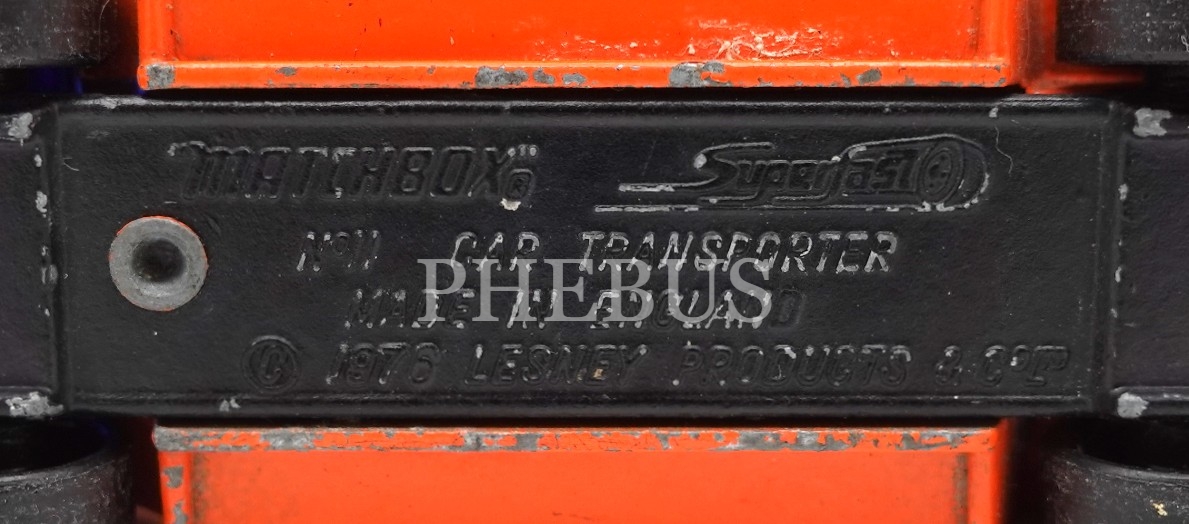 "MATCHBOX"® Superfast
Nº11 CAR TRANSPORTER
PHEBUS
MADE IN ENGLAND
© 1976 LESNEY PRODUCTS & Cº LTD